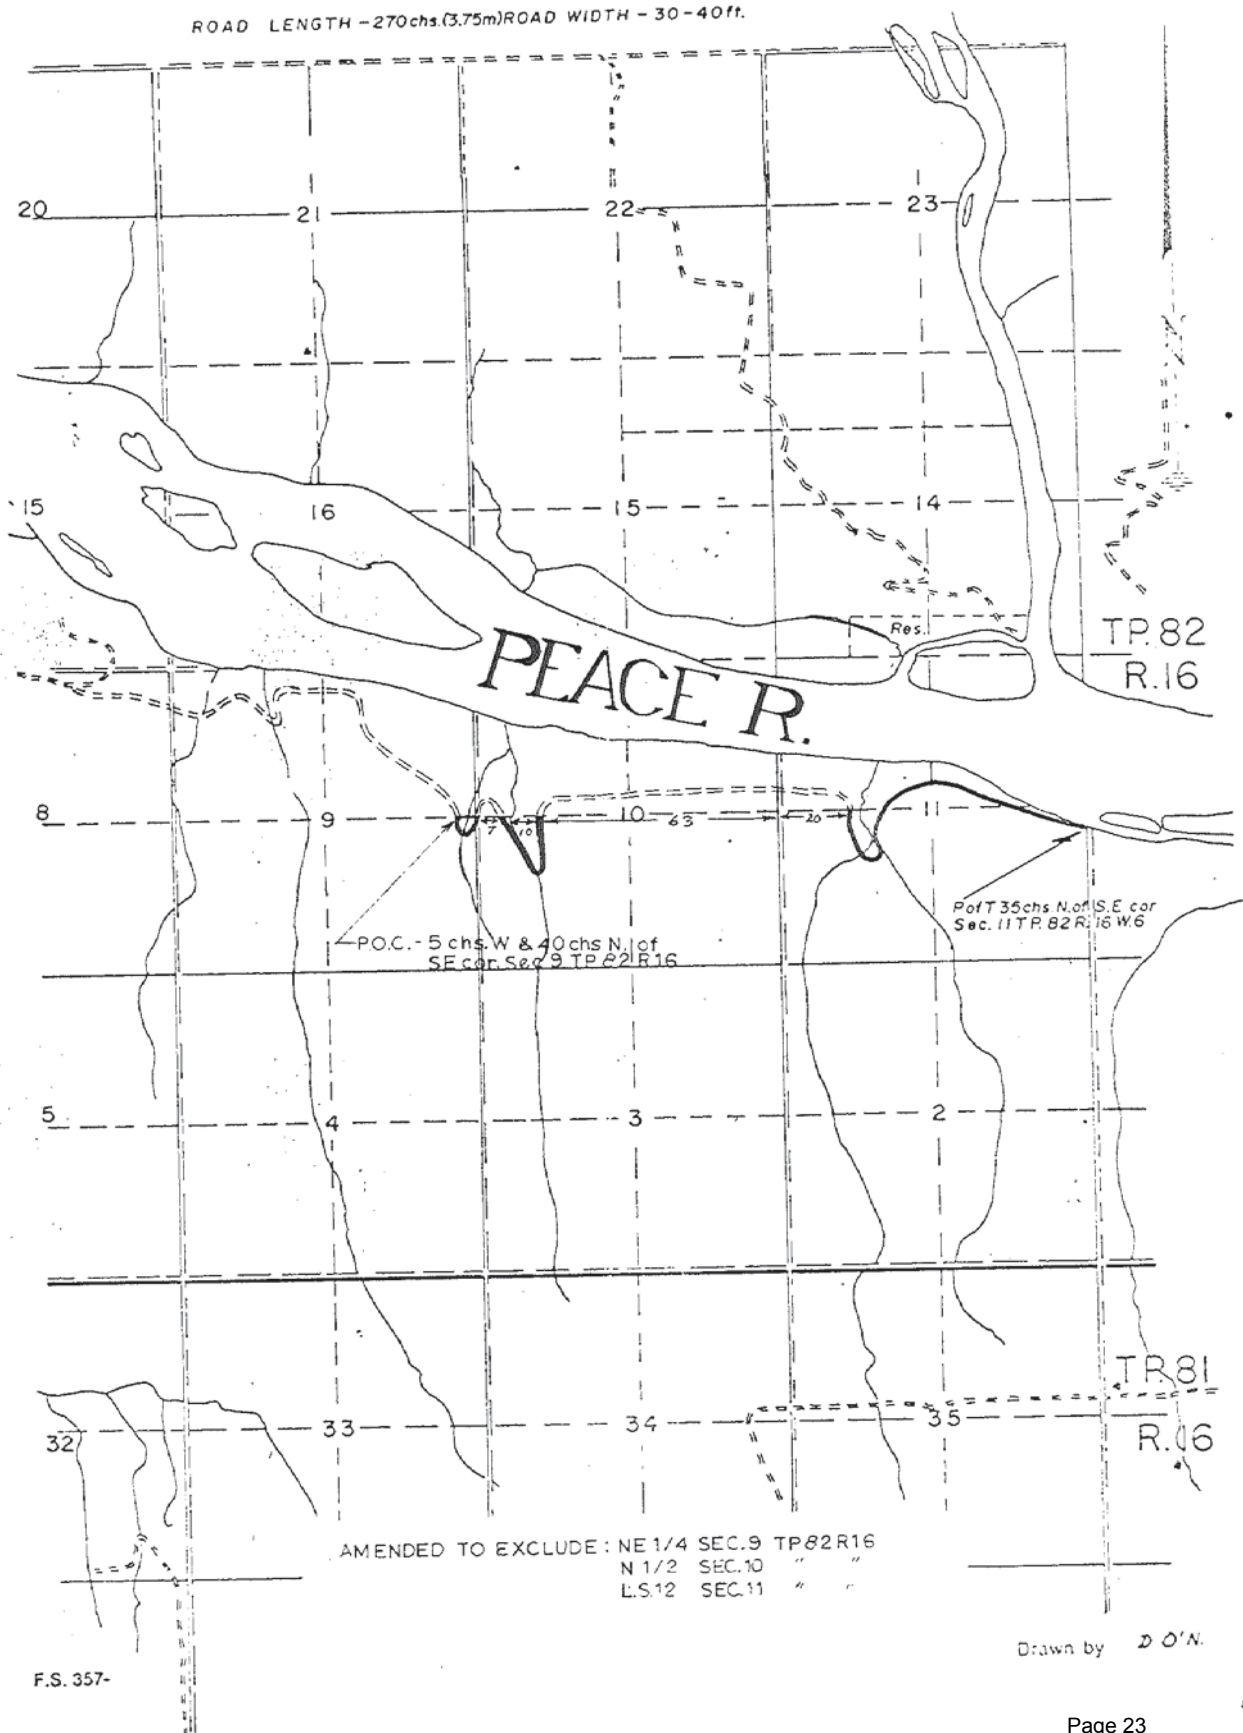 ROAD LENGTH - 270chs.(3.75m) ROAD WIDTH - 30-40ft.
20 21 22 23
15 16 15 14
Res.
TP. 82
R. 16
PEACE R.
8 9 10 11
7 10 63 20
P of T 35chs. N. of S.E cor
Sec. 11 TP. 82 R. 16 W.6
P.O.C. - 5 chs. W & 40 chs N. of
SE cor. Sec 9 TP 82 R16
5 4 3 2
TP. 81
R. 16
32 33 34 35
AMENDED TO EXCLUDE: NE 1/4 SEC. 9 TP82R16
N 1/2 SEC. 10 " "
L.S.12 SEC. 11 " "
Drawn by D O'N.
F.S. 357-
Page 23